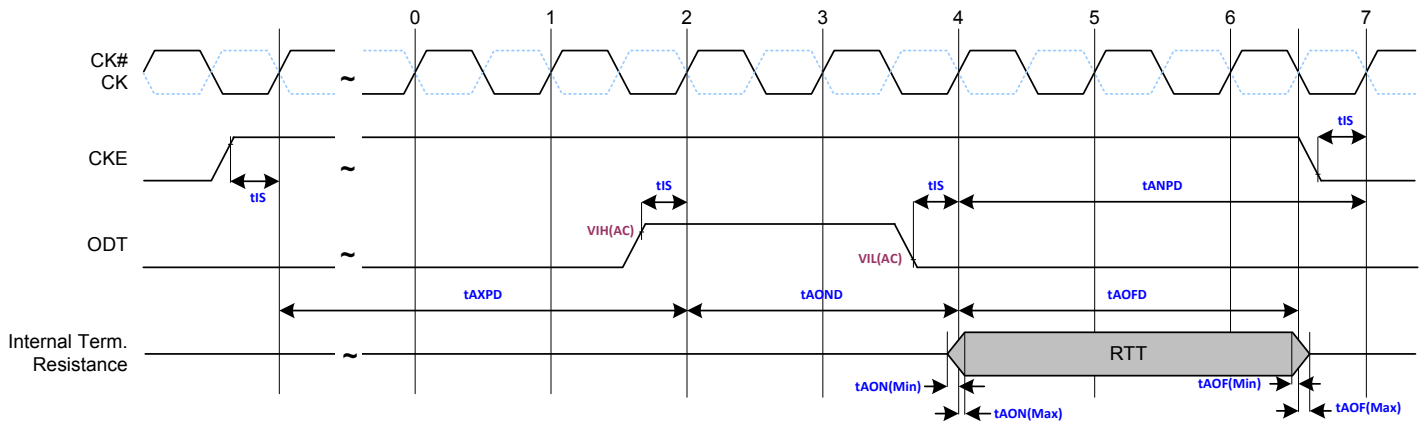 0 1 2 3 4 5 6 7
CK#
CK
~
CKE
~
tIS
tIS
ODT
~
VIH(AC)
tIS
VIL(AC)
tIS
tANPD
tAXPD
tAOND
tAOFD
Internal Term.
Resistance
~
RTT
tAON(Min)
tAON(Max)
tAOF(Min)
tAOF(Max)